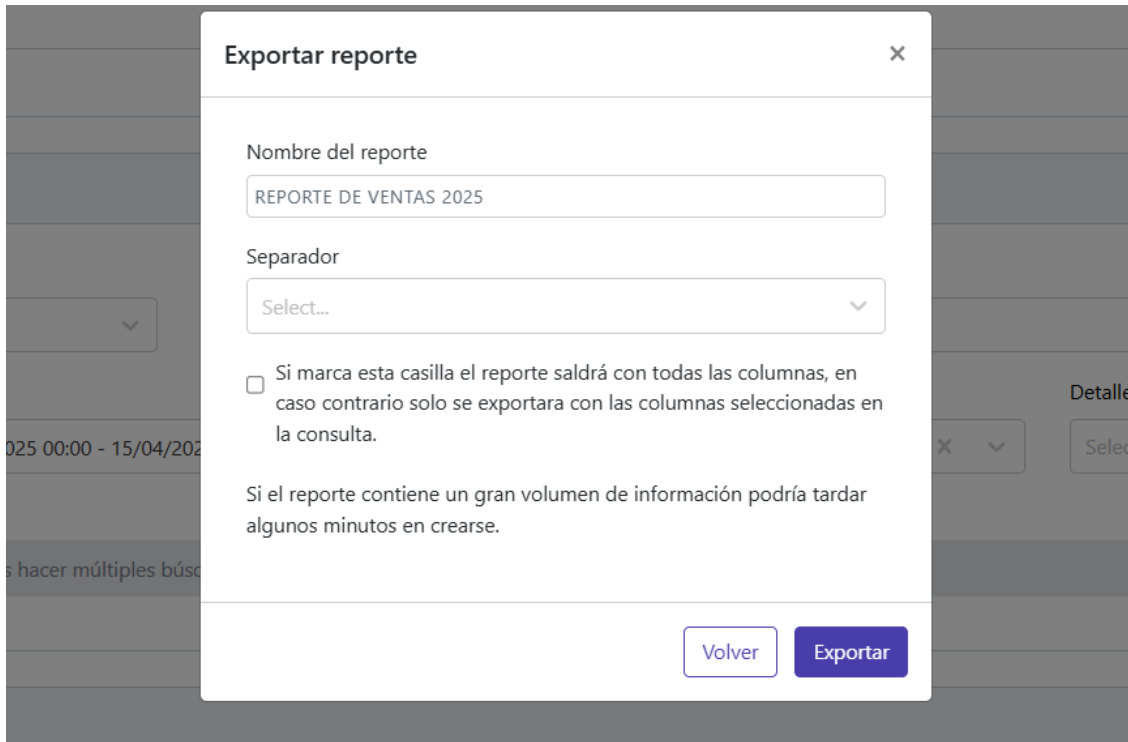 Exportar reporte
×
Nombre del reporte
REPORTE DE VENTAS 2025
Separador
Select...
Si marca esta casilla el reporte saldrá con todas las columnas, en
caso contrario solo se exportara con las columnas seleccionadas en
la consulta.
Detalle
025 00:00 - 15/04/202
Selec
Si el reporte contiene un gran volumen de información podría tardar
algunos minutos en crearse.
s hacer múltiples búsc
Volver
Exportar